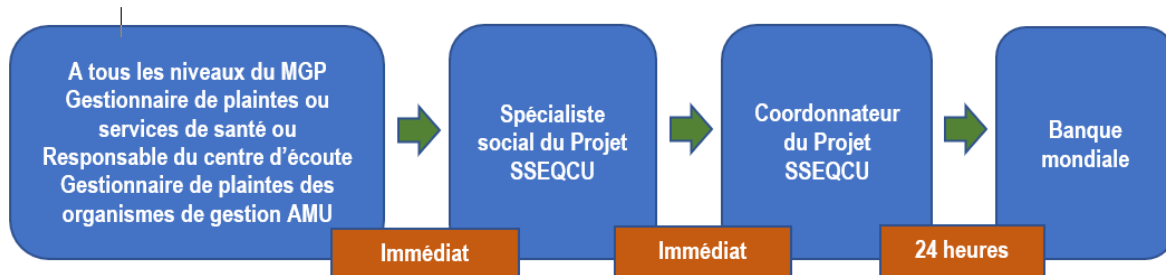 A tous les niveaux du MGP
Gestionnaire de plaintes ou
services de santé ou
Responsable du centre d'écoute
Gestionnaire de plaintes des
organismes de gestion AMU
Immédiat
Spécialiste
social du Projet
SSEQCU
Immédiat
Coordonnateur
du Projet
SSEQCU
24 heures
Banque
mondiale